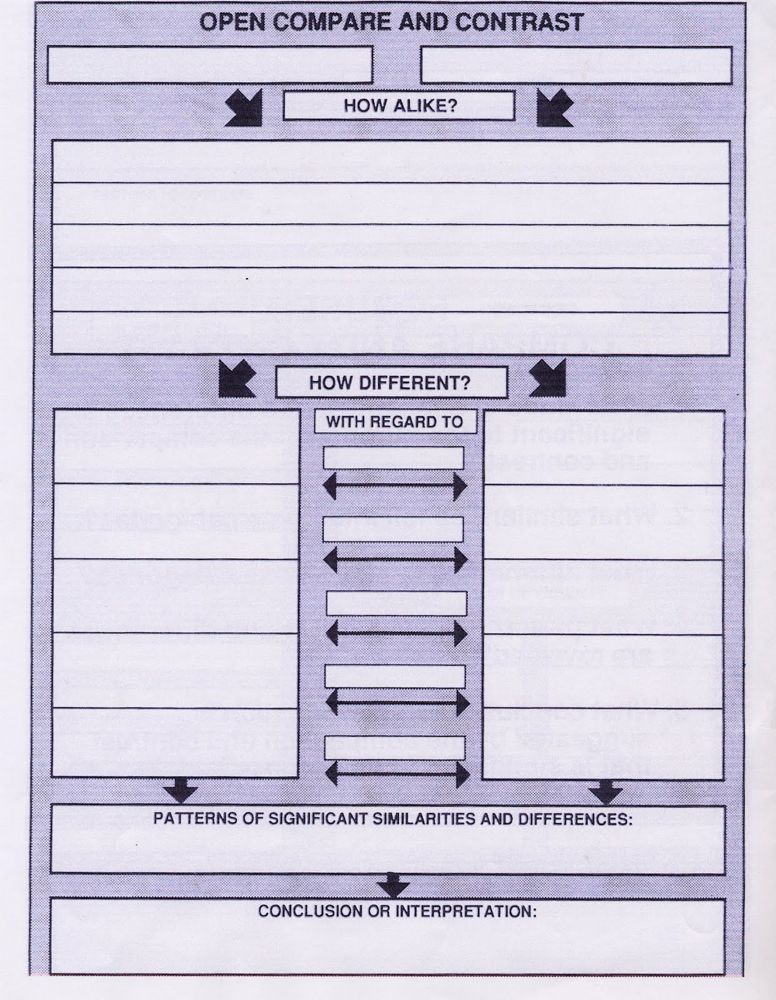 OPEN COMPARE AND CONTRAST
HOW ALIKE?
HOW DIFFERENT?
WITH REGARD TO
PATTERNS OF SIGNIFICANT SIMILARITIES AND DIFFERENCES:
CONCLUSION OR INTERPRETATION: